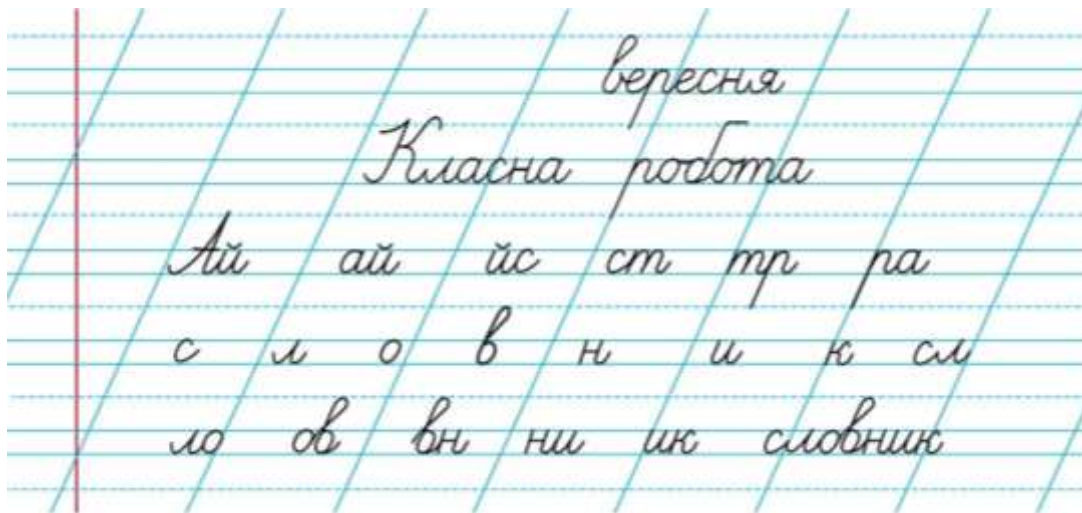 вересня
Класна робота
Ай ай йс ст тр ра
с л о в н и к сл
ло ов вн ни ик словник